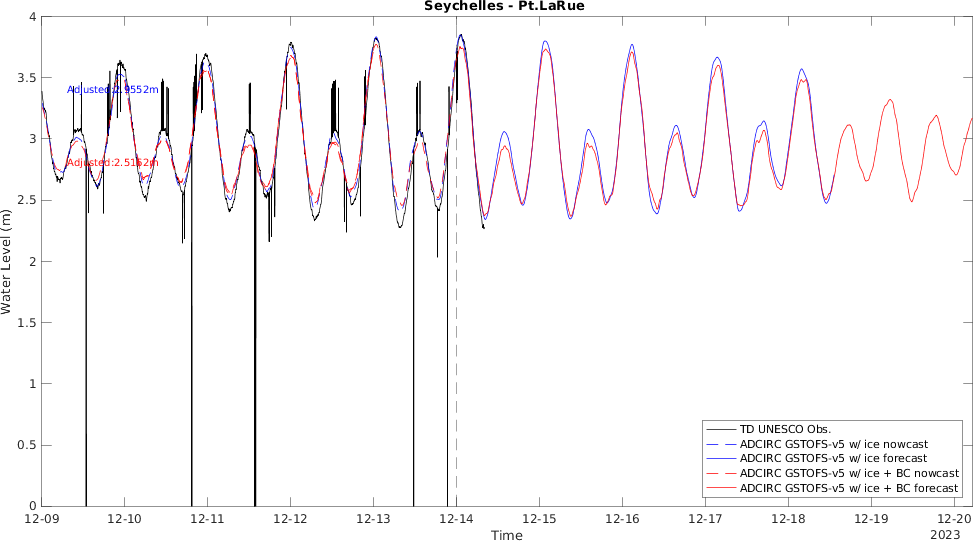 Seychelles - Pt.LaRue
Water Level (m)
4
3.5
3
2.5
2
1.5
1
0.5
0
Adjusted:2.9552m
Adjusted:2.5162m
TD UNESCO Obs.
ADCIRC GSTOFS-v5 w/ ice nowcast
ADCIRC GSTOFS-v5 w/ ice forecast
ADCIRC GSTOFS-v5 w/ ice + BC nowcast
ADCIRC GSTOFS-v5 w/ ice + BC forecast
12-09 12-10 12-11 12-12 12-13 12-14 12-15 12-16 12-17 12-18 12-19 12-20
Time
2023